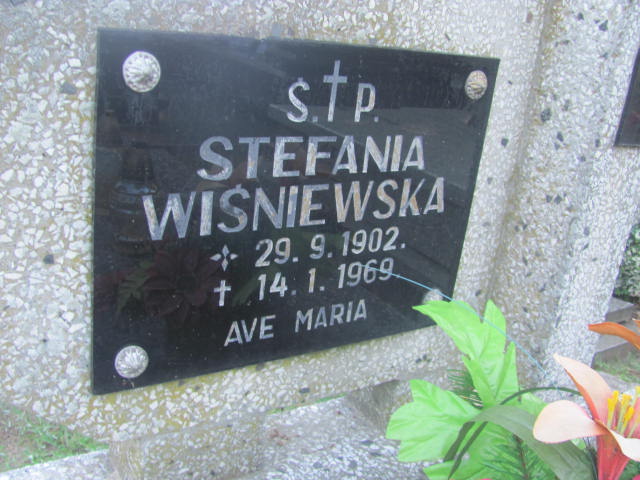 Ś.†P.
STEFANIA
WIŚNIEWSKA
✧ 29. 9. 1902.
† 14. 1. 1969
AVE MARIA